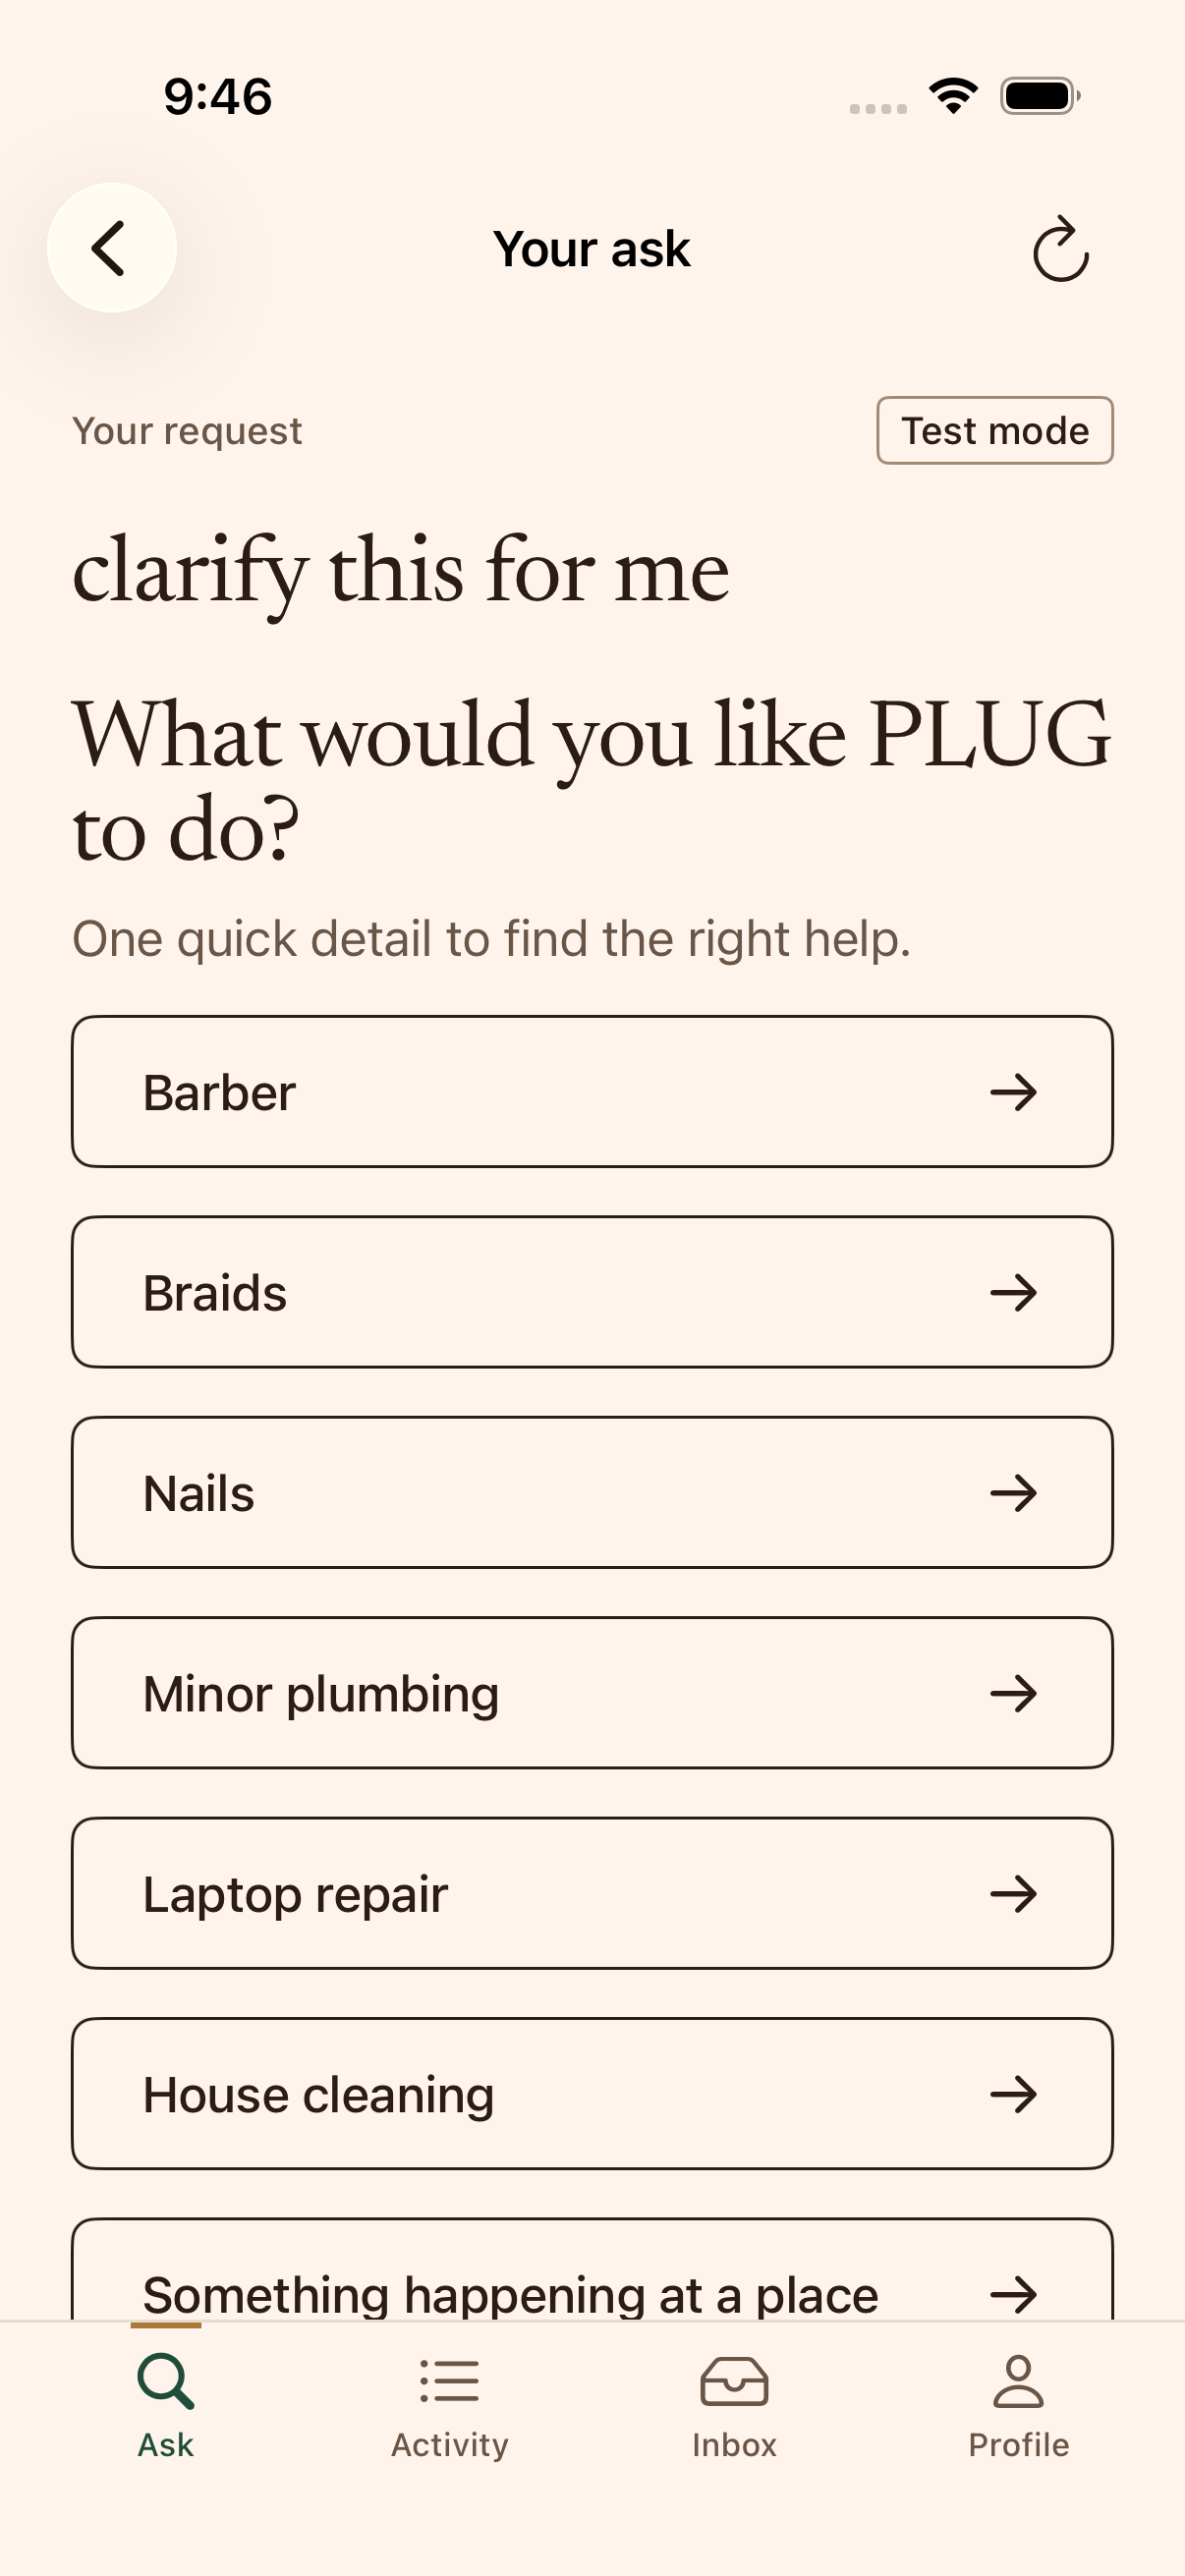 9:46
Your ask
Your request
Test mode
clarify this for me
What would you like PLUG
to do?
One quick detail to find the right help.
Barber
Braids
Nails
Minor plumbing
Laptop repair
House cleaning
Something happening at a place
Ask
Activity
Inbox
Profile